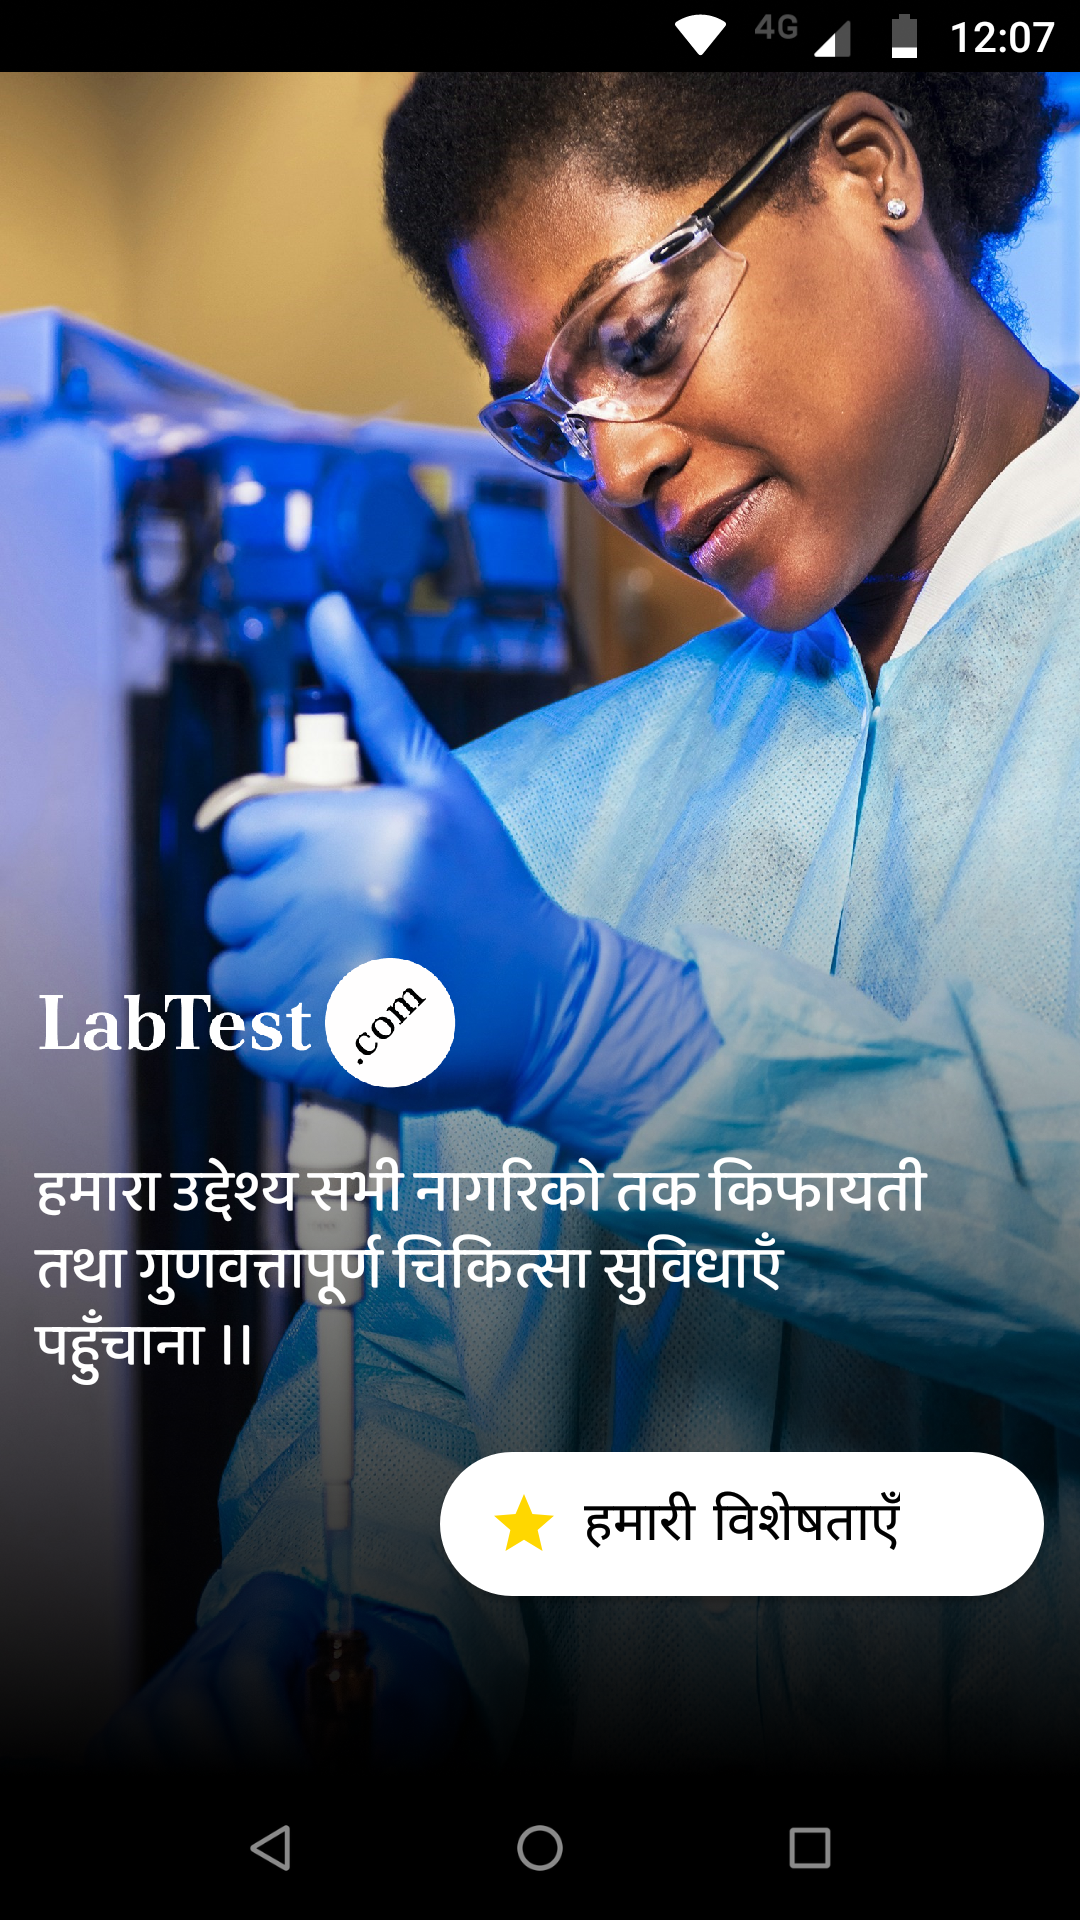 4G 12:07
LabTest .com
हमारा उद्देश्य सभी नागरिको तक किफायती
तथा गुणवत्तापूर्ण चिकित्सा सुविधाएँ
पहुँचाना ।।
हमारी विशेषताएँ